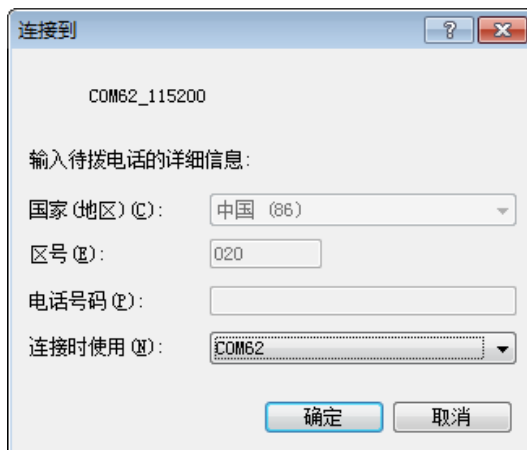 连接到
COM62_115200
输入待拨电话的详细信息:
国家(地区)(C): 中国 (86)
区号(E): 020
电话号码(P):
连接时使用(N): COM62
确定 取消